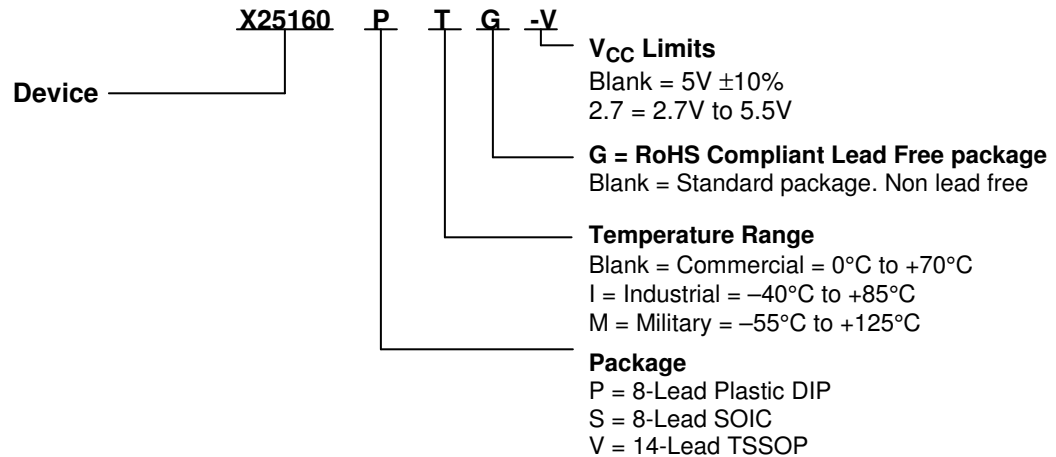 X25160 P T G -V
Device
VCC Limits
Blank = 5V ±10%
2.7 = 2.7V to 5.5V
G = RoHS Compliant Lead Free package
Blank = Standard package. Non lead free
Temperature Range
Blank = Commercial = 0°C to +70°C
I = Industrial = –40°C to +85°C
M = Military = –55°C to +125°C
Package
P = 8-Lead Plastic DIP
S = 8-Lead SOIC
V = 14-Lead TSSOP